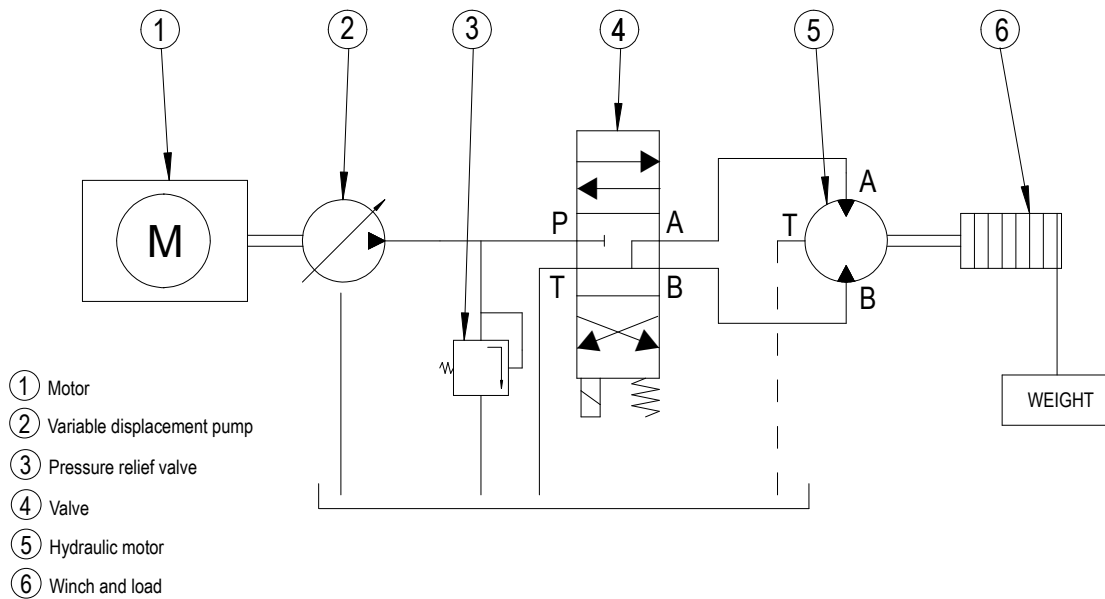 1 2 3 4 5 6
M
P A
T B
T A
B
WEIGHT
1 Motor
2 Variable displacement pump
3 Pressure relief valve
4 Valve
5 Hydraulic motor
6 Winch and load